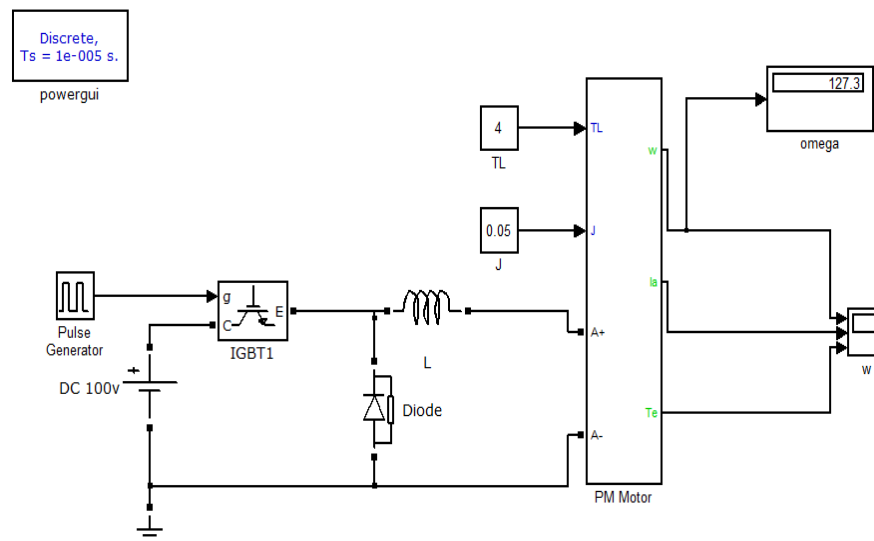 Discrete,
Ts = 1e-005 s.
powergui
127.3
omega
4
TL
TL
w
0.05
J
J
Ia
g
C
E
IGBT1
Pulse
Generator
DC 100v
+
L
A+
w
Diode
Te
A-
PM Motor